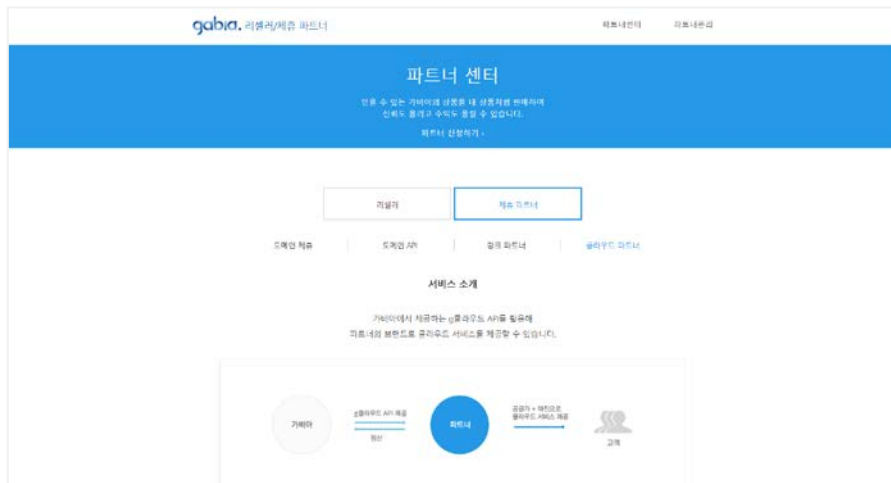 gabia. 리셀러/제휴 파트너
파트너센터
파트너관리
파트너 센터
믿을 수 있는 가비아의 상품을 내 상품처럼 판매하여
신뢰도 올리고 수익도 올릴 수 있습니다.
파트너 신청하기 ›
리셀러
제휴 파트너
도메인 제휴
도메인 API
링크 파트너
클라우드 파트너
서비스 소개
가비아에서 제공하는 g클라우드 API를 활용해
파트너의 브랜드로 클라우드 서비스를 제공할 수 있습니다.
가비아
g클라우드 API 제공
정산
파트너
공급가 + 마진으로
클라우드 서비스 제공
고객